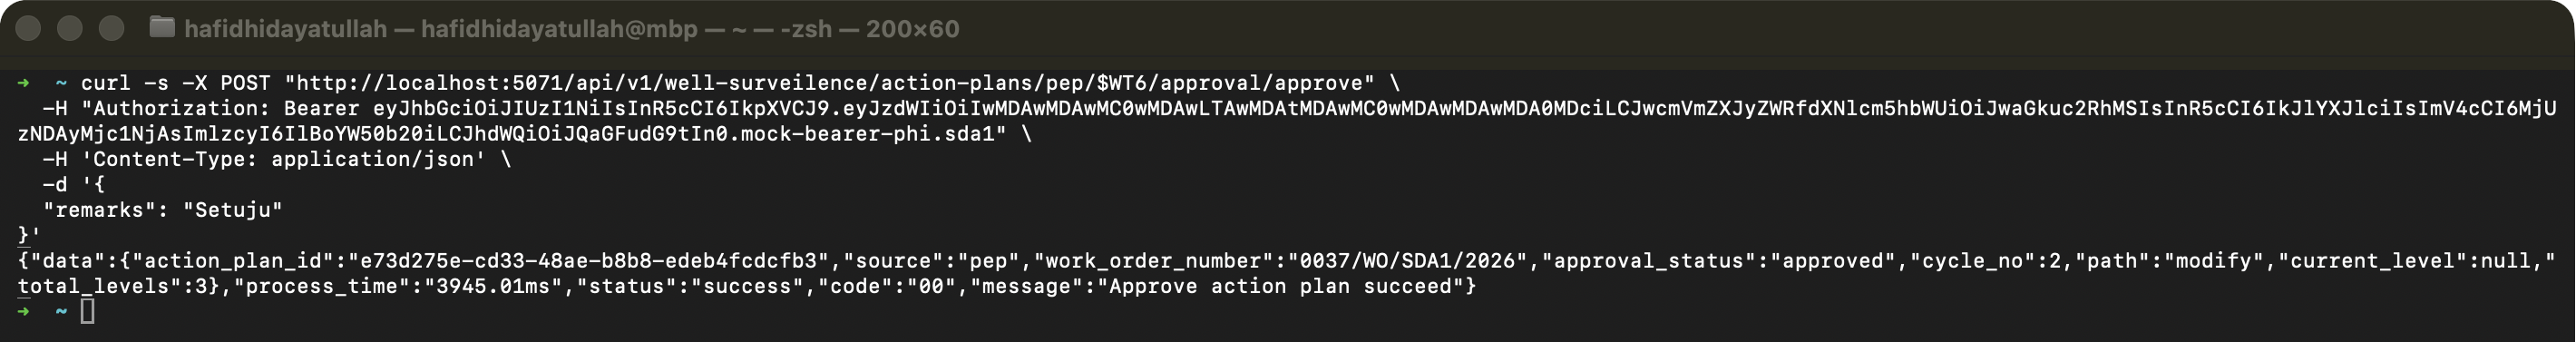 hafidhidayatullah — hafidhidayatullah@mbp — ~ — -zsh — 200×60
➜  ~ curl -s -X POST "http://localhost:5071/api/v1/well-surveilence/action-plans/pep/$WT6/approval/approve" \
  -H "Authorization: Bearer eyJhbGciOiJIUzI1NiIsInR5cCI6IkpXVCJ9.eyJzdWIiOiIwMDAwMDAwMC0wMDAwLTAwMDAtMDAwMC0wMDAwMDAwMDA0MDciLCJwcmVmZXJyZWRfdXNlcm5hbWUiOiJwaGkuc2RhMSIsInR5cCI6IkJlYXJlciIsImV4cCI6MjU
zNDAyMjc1NjAsImlzcyI6IlBoYW50b20iLCJhdWQiOiJQaGFudG9tIn0.mock-bearer-phi.sda1" \
  -H 'Content-Type: application/json' \
  -d '{
  "remarks": "Setuju"
}'
{"data":{"action_plan_id":"e73d275e-cd33-48ae-b8b8-edeb4fcdcfb3","source":"pep","work_order_number":"0037/WO/SDA1/2026","approval_status":"approved","cycle_no":2,"path":"modify","current_level":null,"
total_levels":3},"process_time":"3945.01ms","status":"success","code":"00","message":"Approve action plan succeed"}
➜  ~